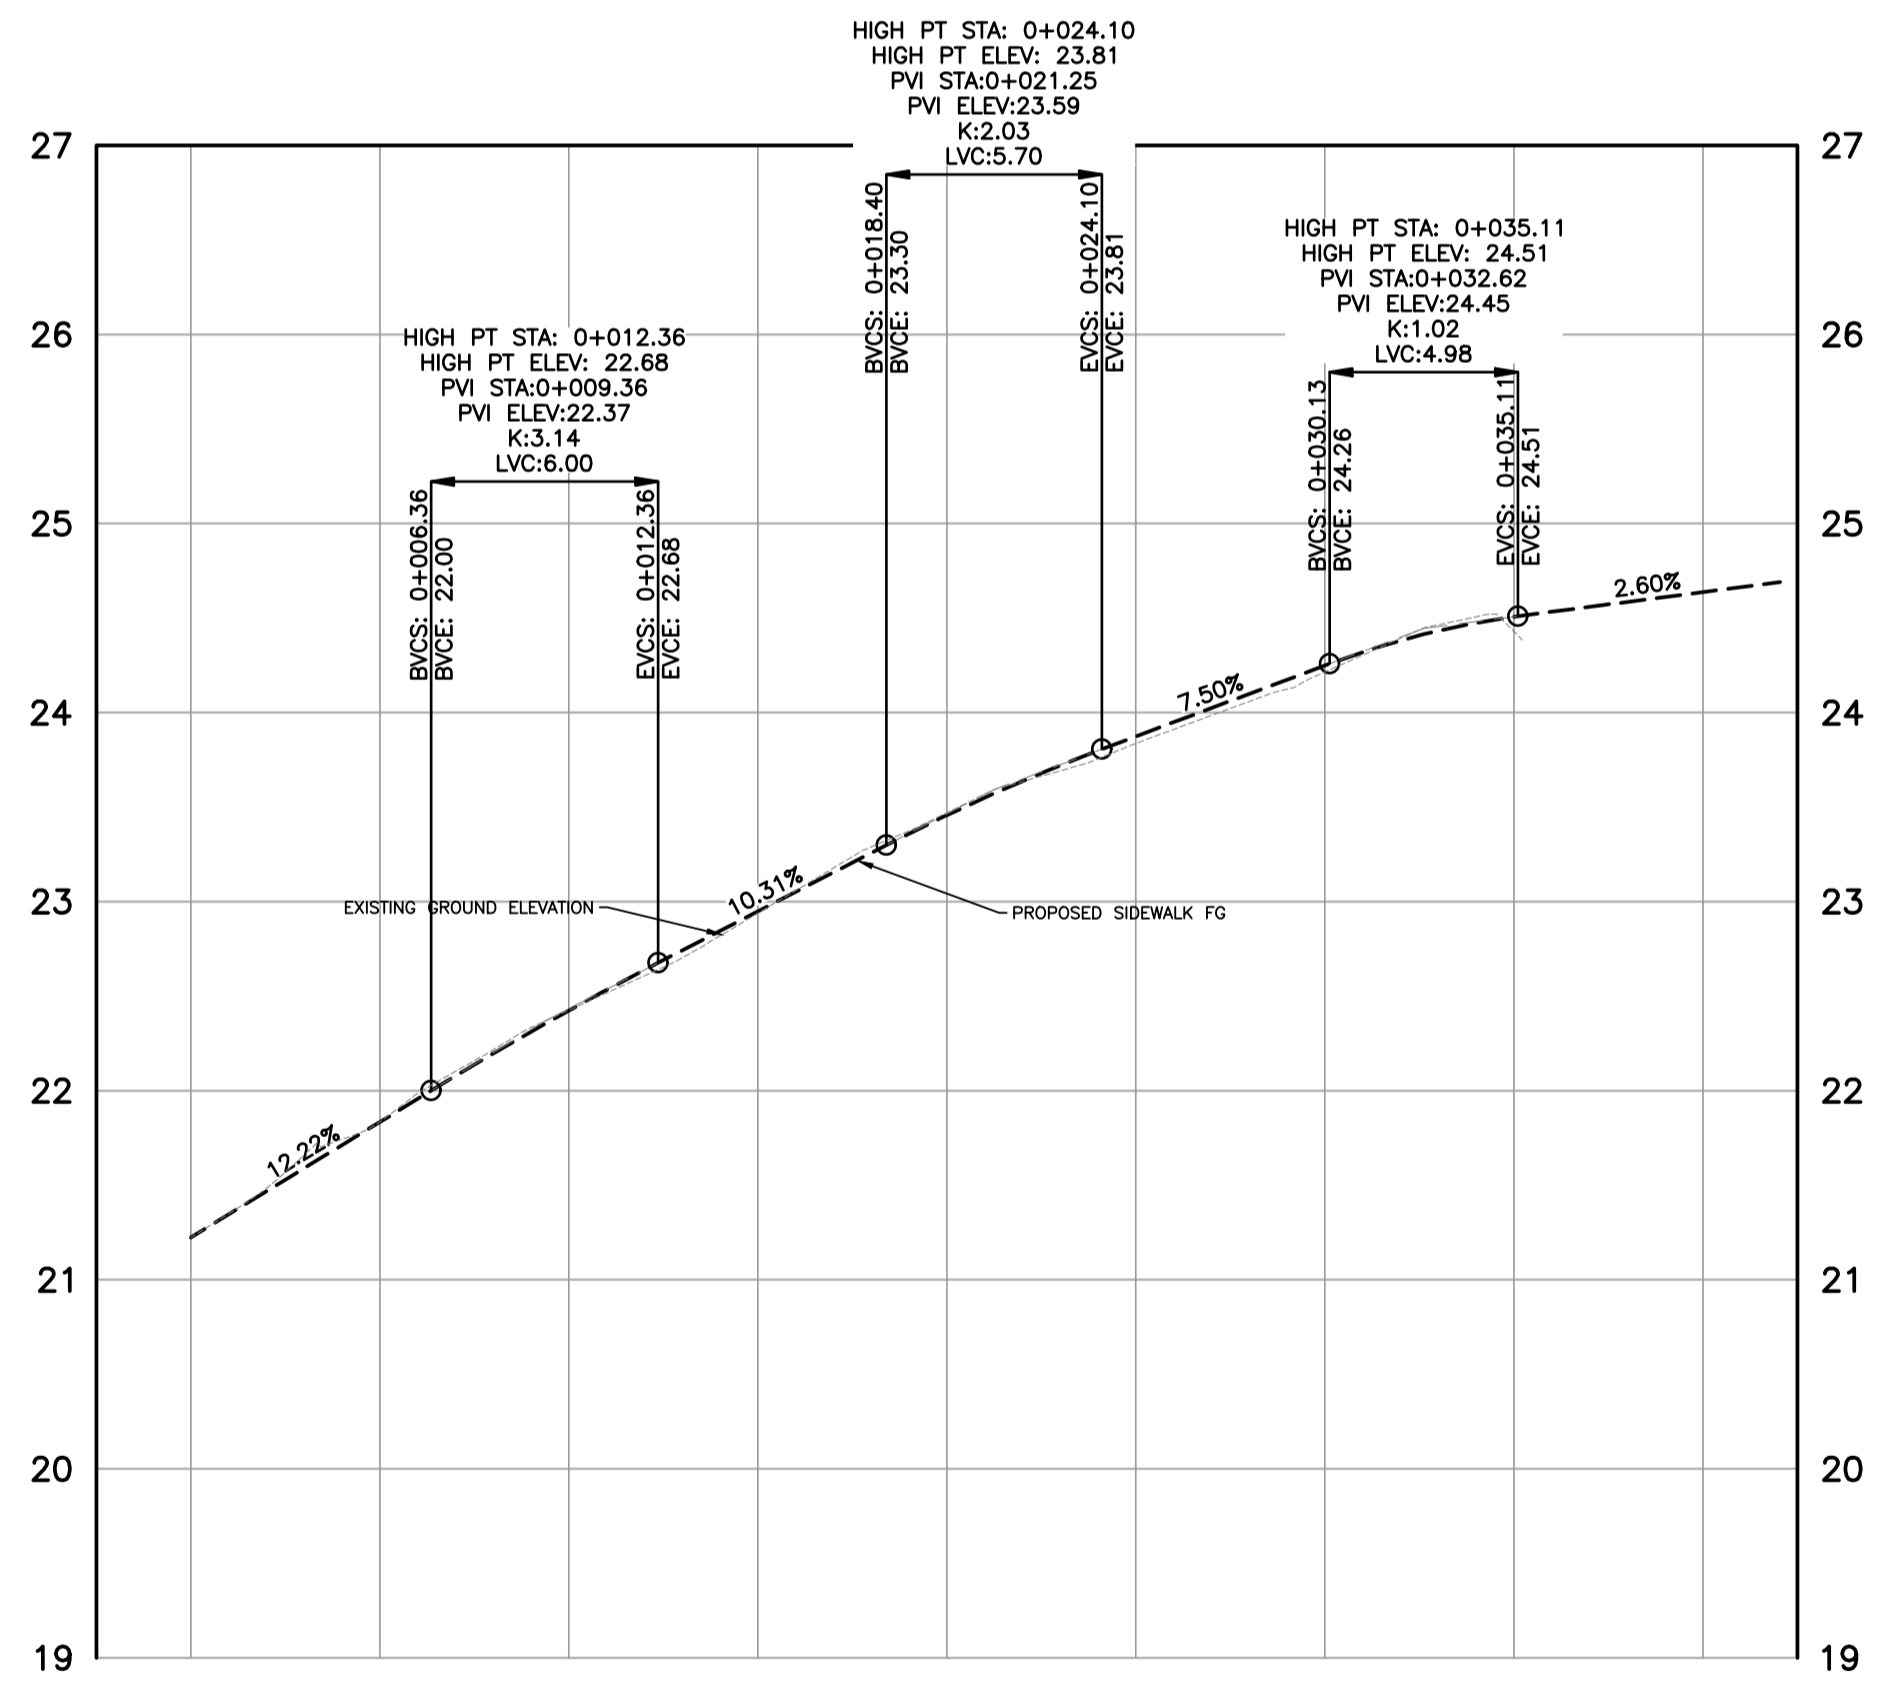 HIGH PT STA: 0+024.10
HIGH PT ELEV: 23.81
PVI STA:0+021.25
PVI ELEV:23.59
K:2.03
LVC:5.70
BVCS: 0+018.40
BVCE: 23.30
EVCS: 0+024.10
EVCE: 23.81
HIGH PT STA: 0+035.11
HIGH PT ELEV: 24.51
PVI STA:0+032.62
PVI ELEV:24.45
K:1.02
LVC:4.98
BVCS: 0+030.13
BVCE: 24.26
EVCS: 0+035.11
EVCE: 24.51
HIGH PT STA: 0+012.36
HIGH PT ELEV: 22.68
PVI STA:0+009.36
PVI ELEV:22.37
K:3.14
LVC:6.00
BVCS: 0+006.36
BVCE: 22.00
EVCS: 0+012.36
EVCE: 22.68
12.22%
10.31%
7.50%
2.60%
EXISTING GROUND ELEVATION
PROPOSED SIDEWALK FG
27
26
25
24
23
22
21
20
19
27
26
25
24
23
22
21
20
19